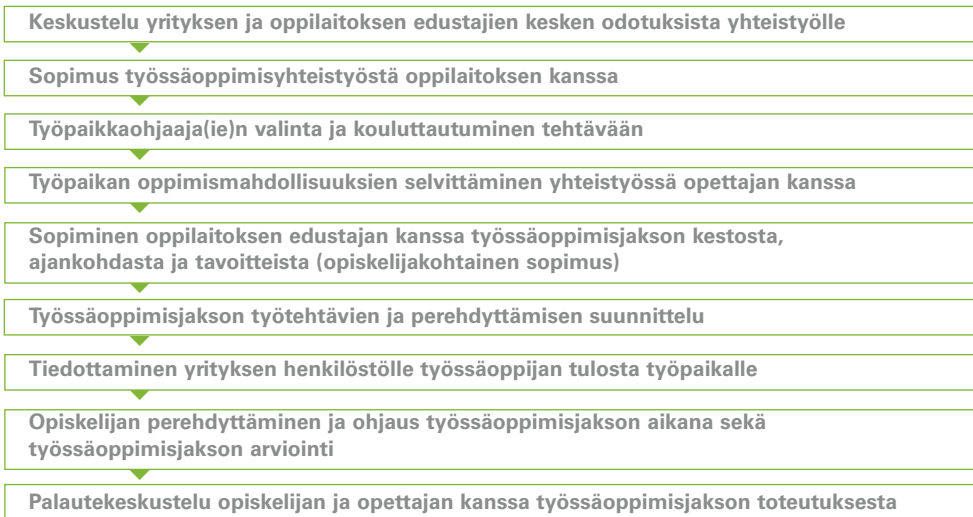 Keskustelu yrityksen ja oppilaitoksen edustajien kesken odotuksista yhteistyölle
Sopimus työssäoppimisyhteistyöstä oppilaitoksen kanssa
Työpaikkaohjaaja(ie)n valinta ja kouluttautuminen tehtävään
Työpaikan oppimismahdollisuuksien selvittäminen yhteistyössä opettajan kanssa
Sopiminen oppilaitoksen edustajan kanssa työssäoppimisjakson kestosta,
ajankohdasta ja tavoitteista (opiskelijakohtainen sopimus)
Työssäoppimisjakson työtehtävien ja perehdyttämisen suunnittelu
Tiedottaminen yrityksen henkilöstölle työssäoppijan tulosta työpaikalle
Opiskelijan perehdyttäminen ja ohjaus työssäoppimisjakson aikana sekä
työssäoppimisjakson arviointi
Palautekeskustelu opiskelijan ja opettajan kanssa työssäoppimisjakson toteutuksesta